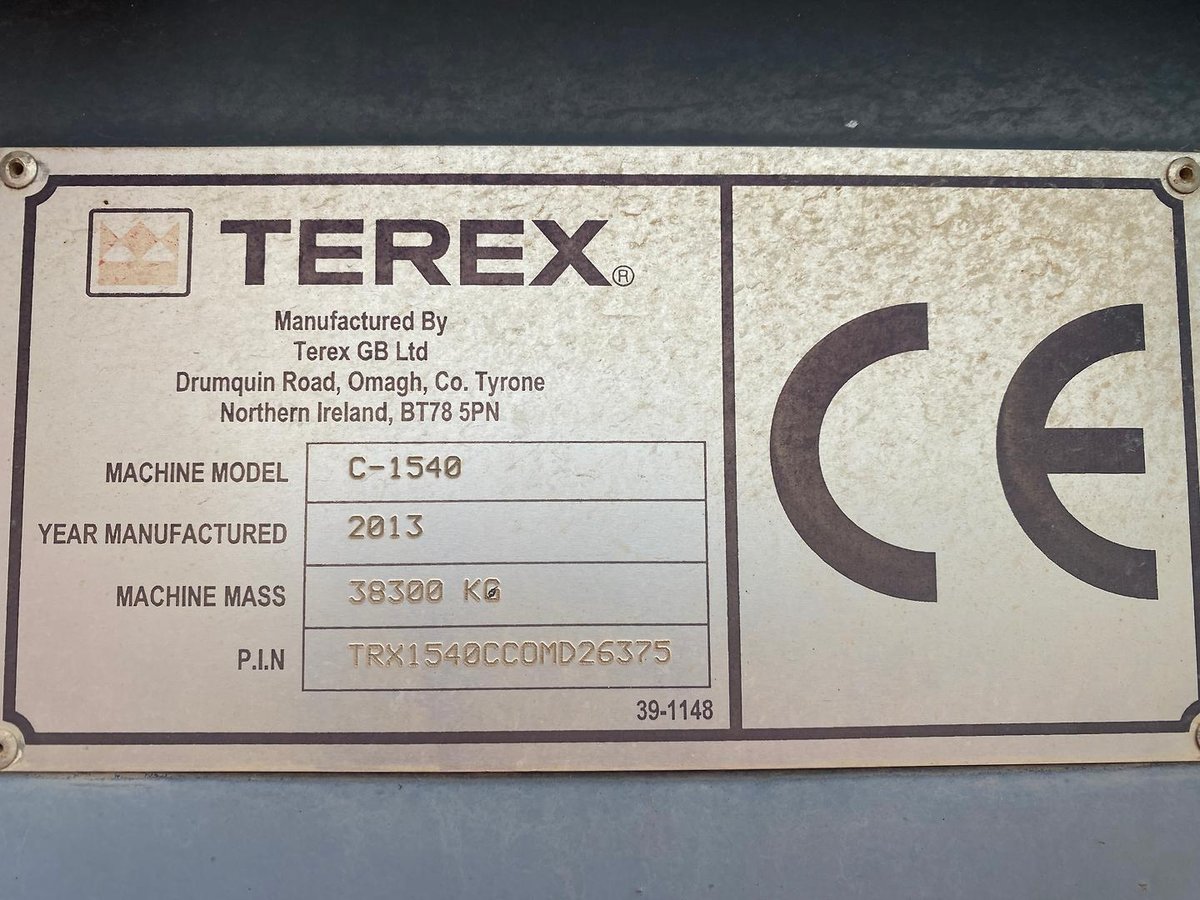 TEREX®
Manufactured By
Terex GB Ltd
Drumquin Road, Omagh, Co. Tyrone
Northern Ireland, BT78 5PN
MACHINE MODEL C-1540
YEAR MANUFACTURED 2013
MACHINE MASS 38300 KG
P.I.N TRX1540CCOMD26375
39-1148
CE